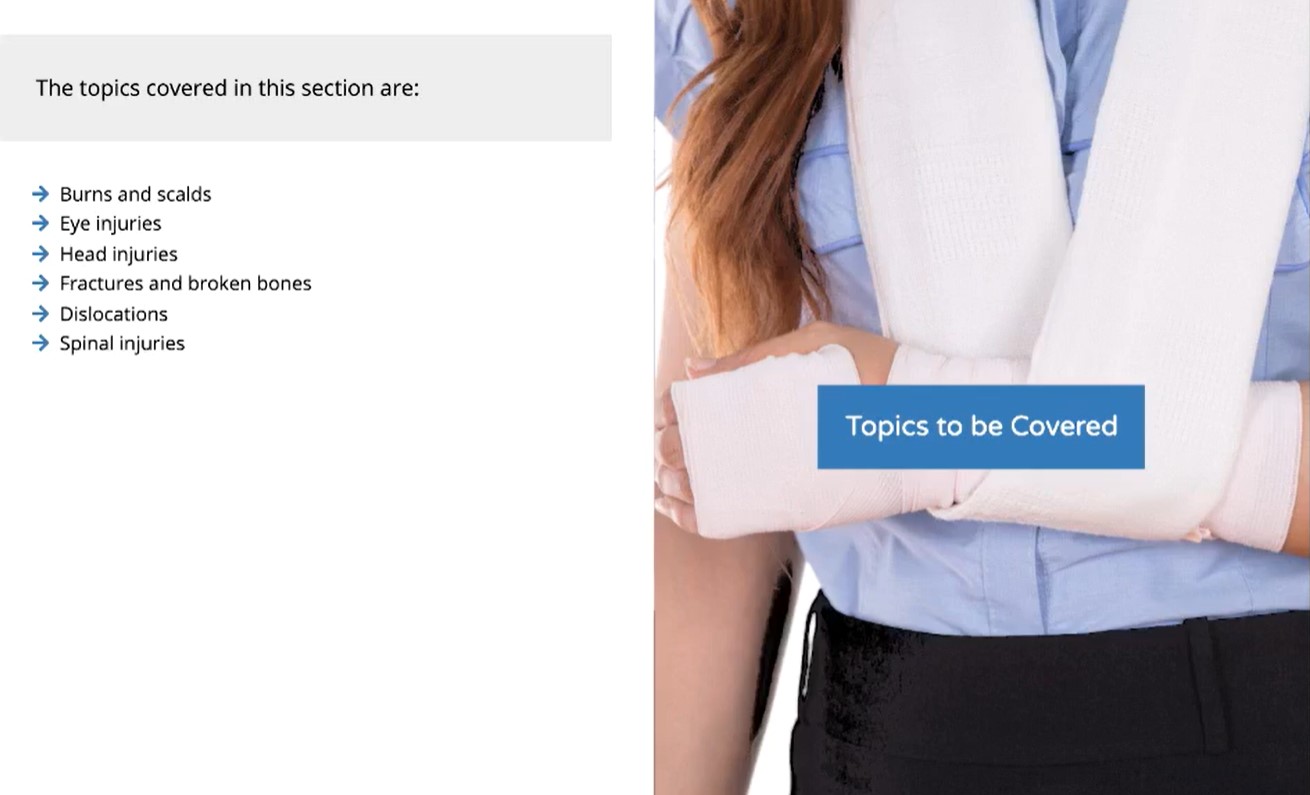 The topics covered in this section are:
Burns and scalds
Eye injuries
Head injuries
Fractures and broken bones
Dislocations
Spinal injuries
Topics to be Covered